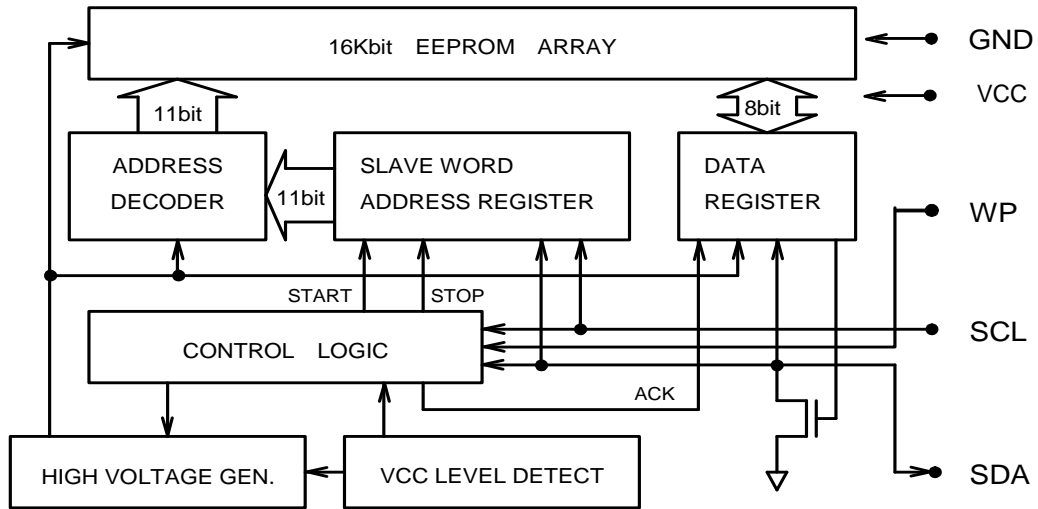 16Kbit EEPROM ARRAY
GND
VCC
11bit
8bit
ADDRESS
DECODER
11bit
SLAVE WORD
ADDRESS REGISTER
DATA
REGISTER
WP
START
STOP
CONTROL LOGIC
SCL
ACK
HIGH VOLTAGE GEN.
VCC LEVEL DETECT
SDA